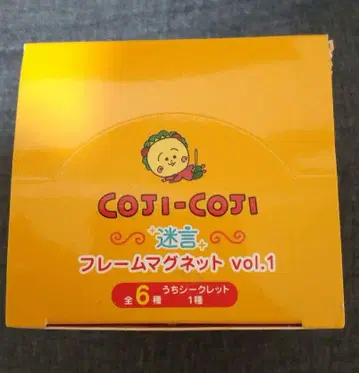 COJI-COJI
迷言
フレームマグネット vol.1
全6種 うちシークレット
1種